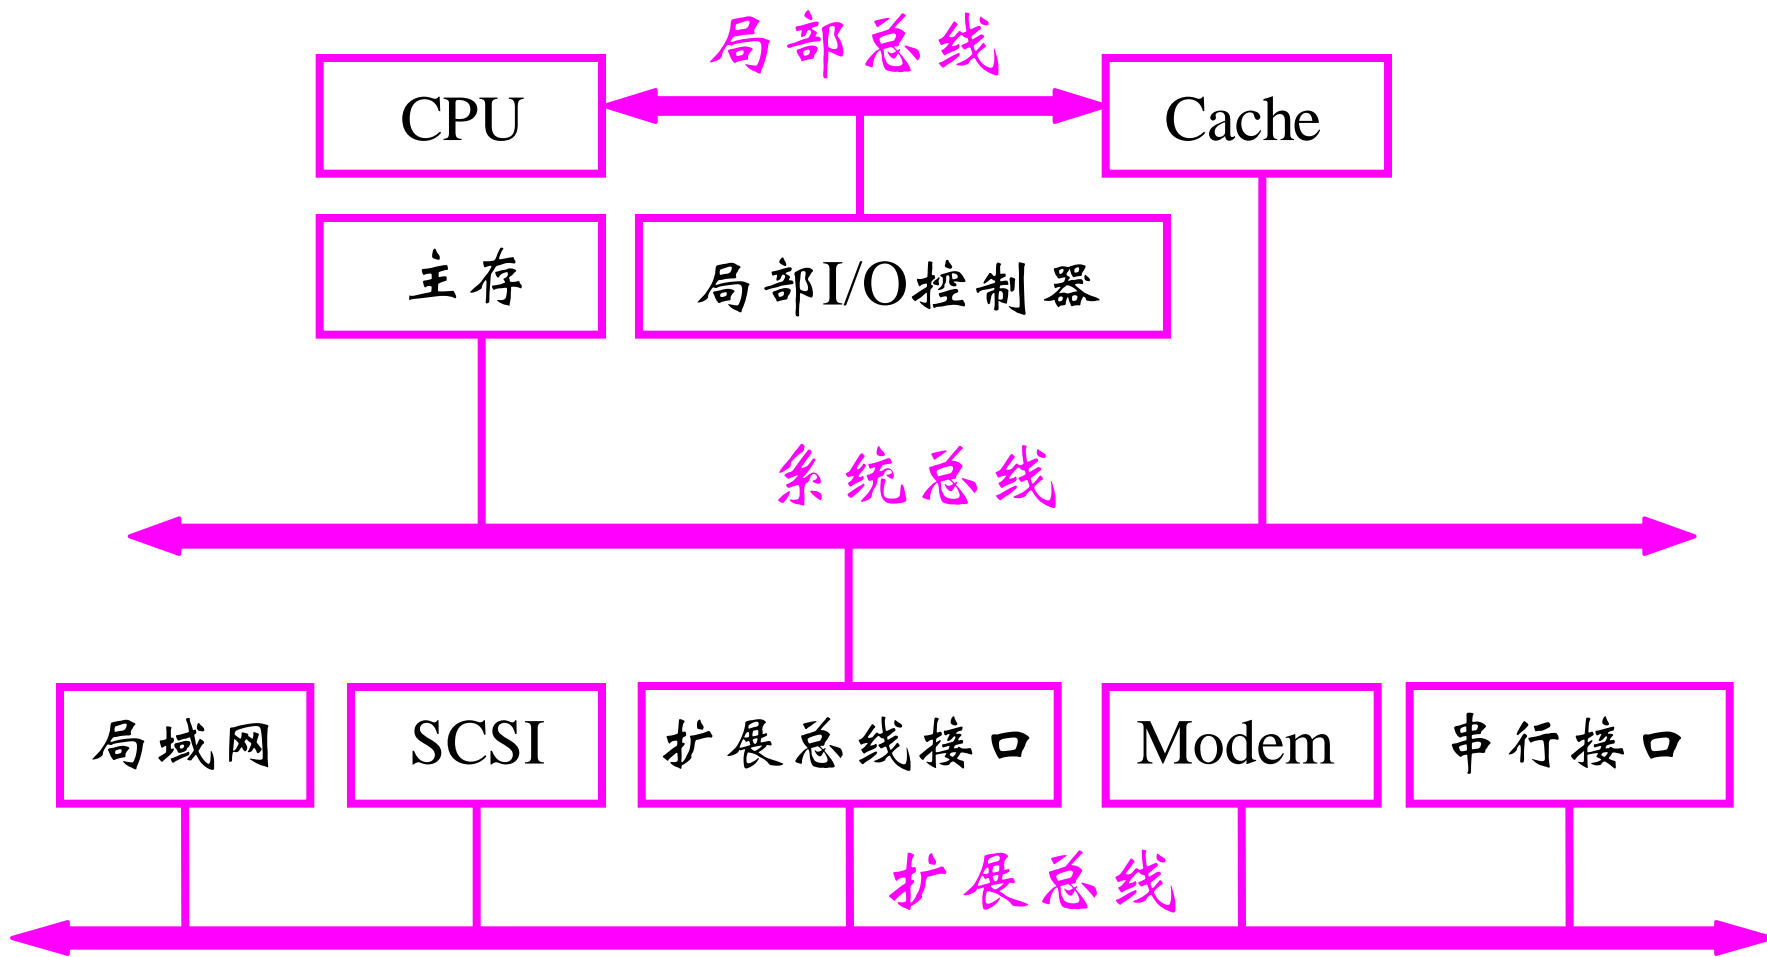 局部总线
CPU
Cache
主存
局部I/O控制器
系统总线
局域网
SCSI
扩展总线接口
Modem
串行接口
扩展总线